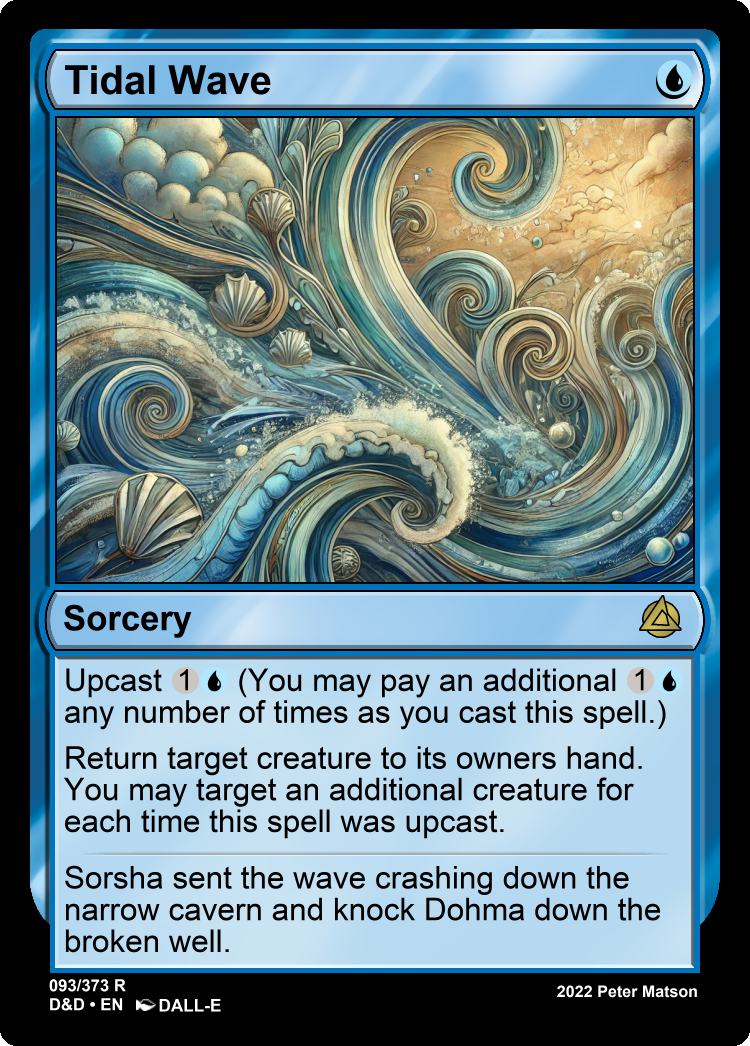 Tidal Wave
Sorcery
Upcast 1 (You may pay an additional 1
any number of times as you cast this spell.)
Return target creature to its owners hand.
You may target an additional creature for
each time this spell was upcast.
Sorsha sent the wave crashing down the
narrow cavern and knock Dohma down the
broken well.
093/373 R
D&D • EN DALL-E
2022 Peter Matson